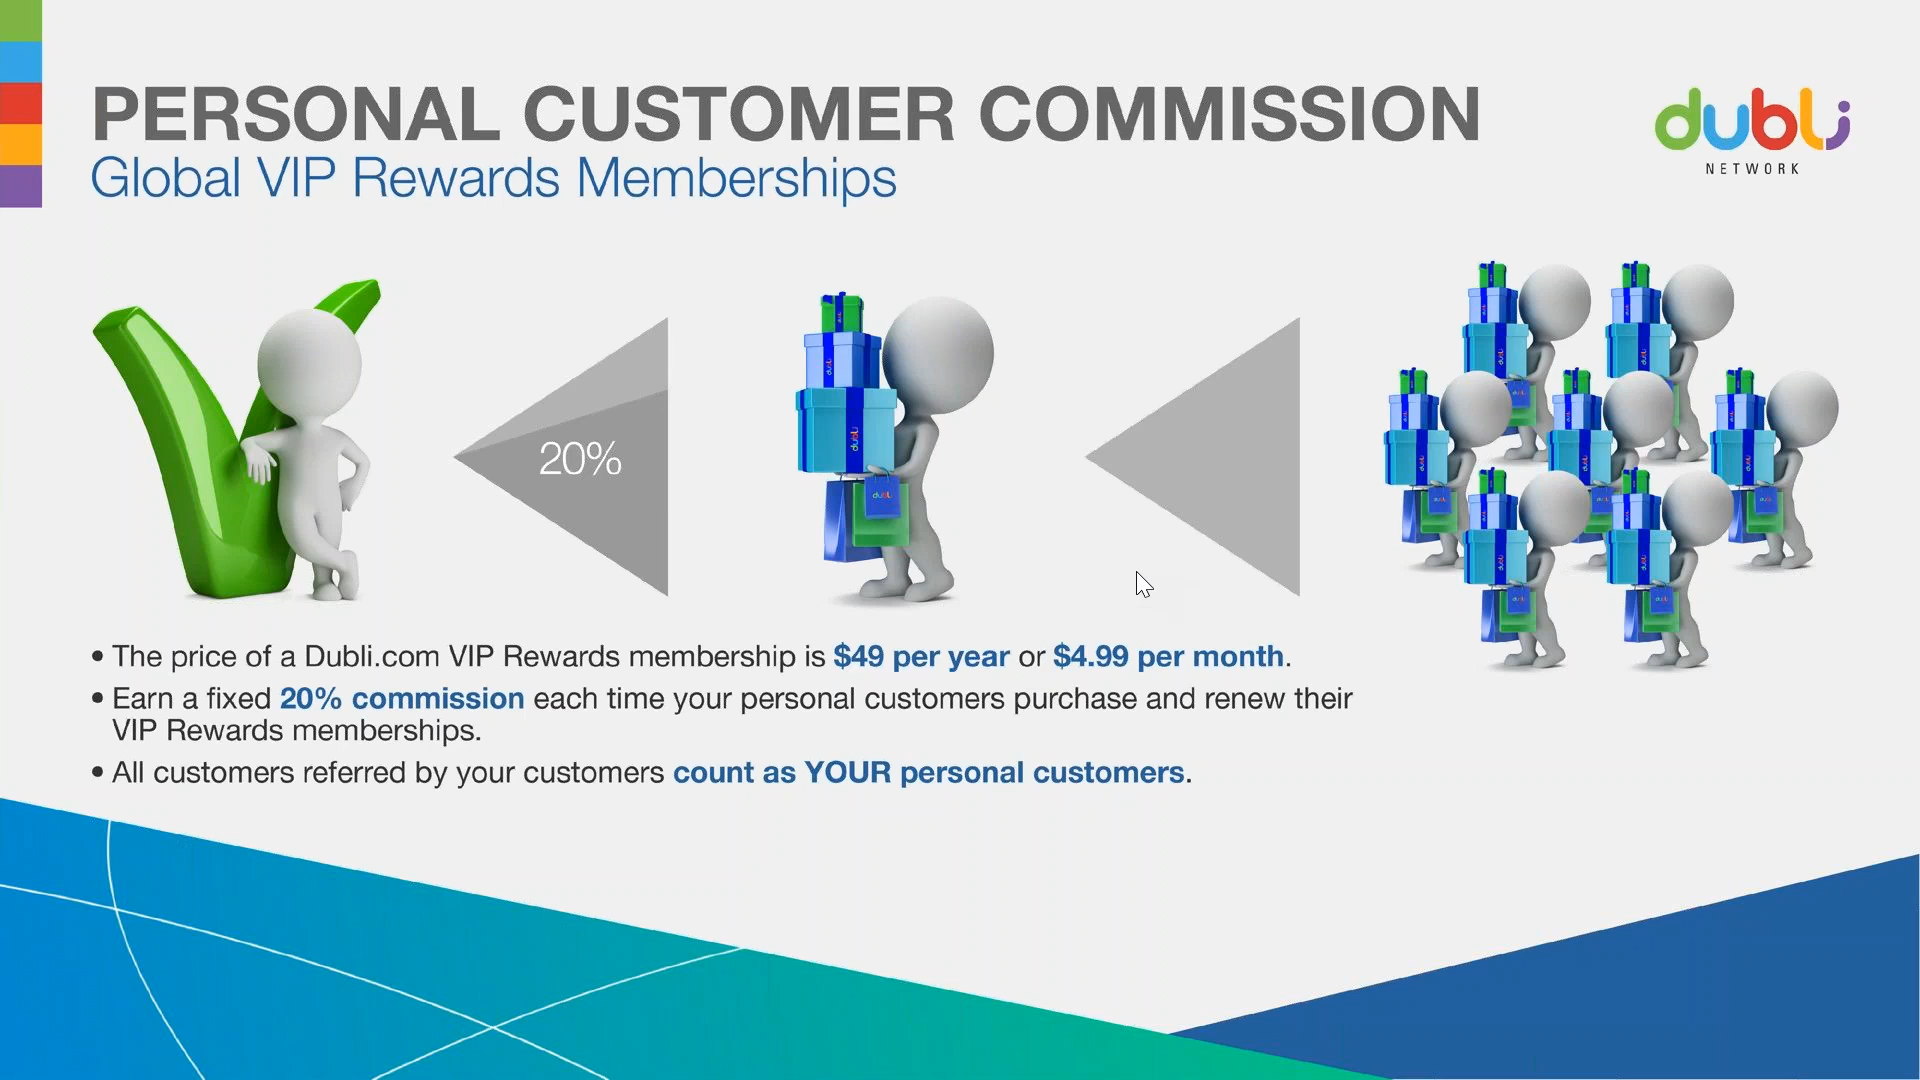 PERSONAL CUSTOMER COMMISSION
Global VIP Rewards Memberships
dubli
NETWORK
20%
• The price of a Dubli.com VIP Rewards membership is $49 per year or $4.99 per month.
• Earn a fixed 20% commission each time your personal customers purchase and renew their
VIP Rewards memberships.
• All customers referred by your customers count as YOUR personal customers.